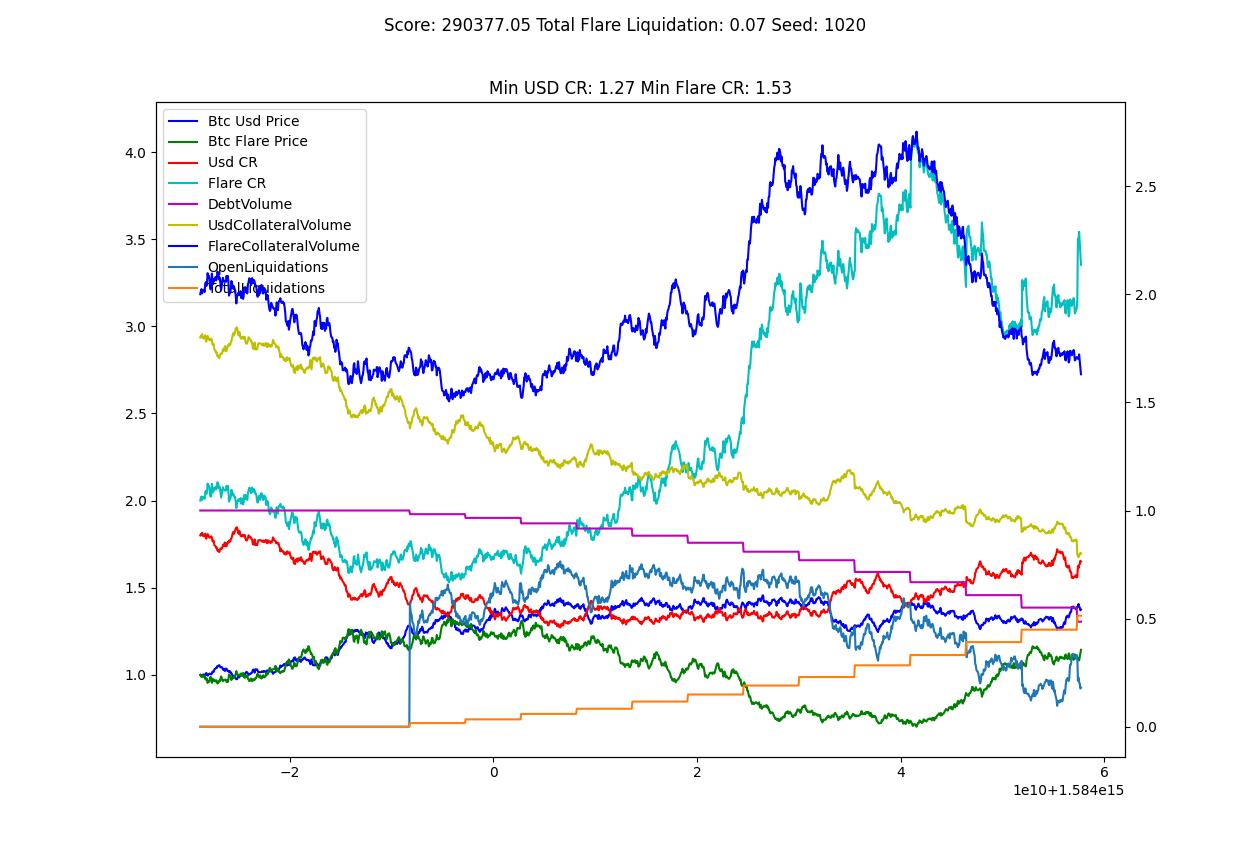 Score: 290377.05 Total Flare Liquidation: 0.07 Seed: 1020
Min USD CR: 1.27 Min Flare CR: 1.53
Btc Usd Price
Btc Flare Price
Usd CR
Flare CR
DebtVolume
UsdCollateralVolume
FlareCollateralVolume
OpenLiquidations
TotalLiquidations
4.0
3.5
3.0
2.5
2.0
1.5
1.0
2.5
2.0
1.5
1.0
0.5
0.0
−2
0
2
4
6
1e10+1.584e15